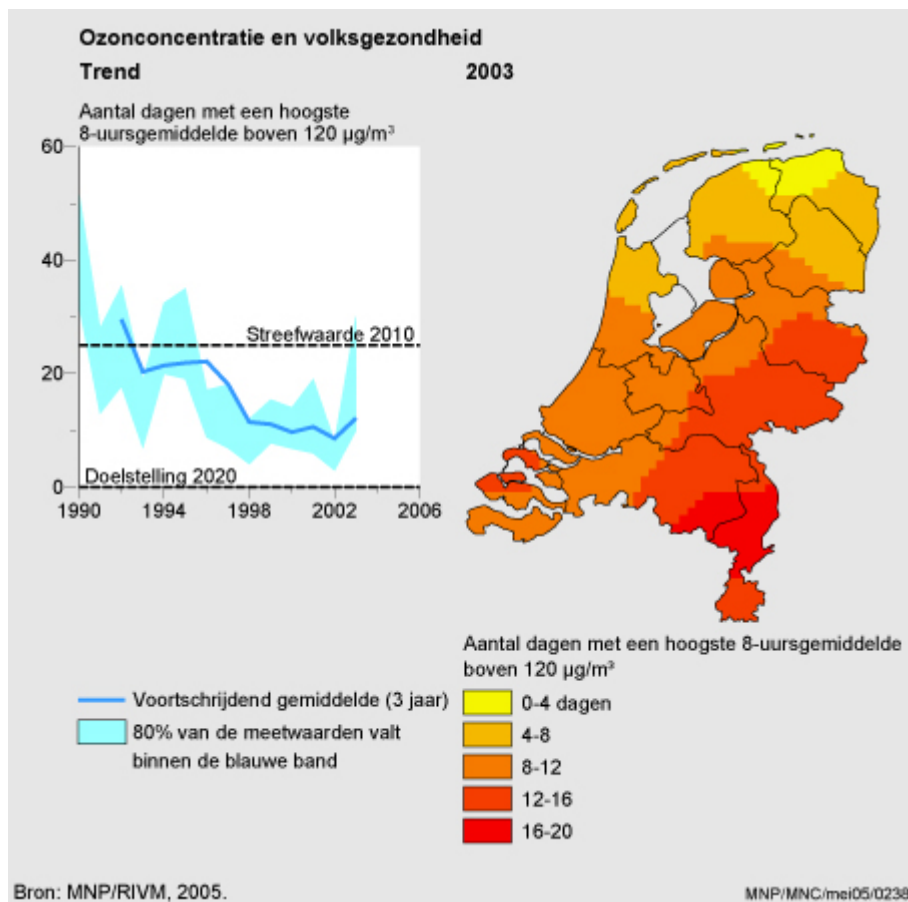 Ozonconcentratie en volksgezondheid
Trend
2003
Aantal dagen met een hoogste
8-uursgemiddelde boven 120 µg/m³
60
40
Streefwaarde 2010
20
Doelstelling 2020
0
1990
1994
1998
2002
2006
Voortschrijdend gemiddelde (3 jaar)
80% van de meetwaarden valt
binnen de blauwe band
Aantal dagen met een hoogste 8-uursgemiddelde
boven 120 µg/m³
0-4 dagen
4-8
8-12
12-16
16-20
Bron: MNP/RIVM, 2005.
MNP/MNC/mei05/0238